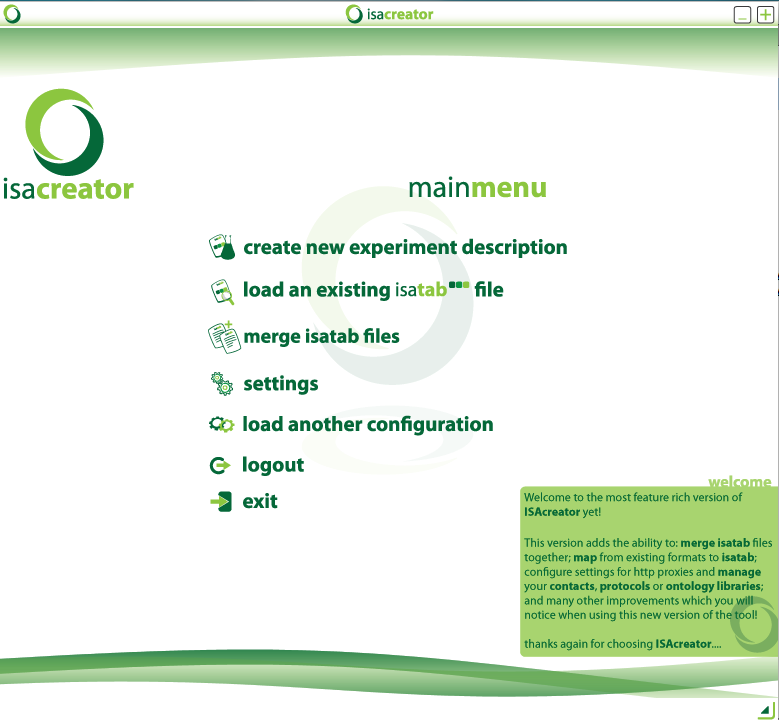 isacreator
isacreator
mainmenu
create new experiment description
load an existing isatab file
merge isatab files
settings
load another configuration
logout
exit
welcome
Welcome to the most feature rich version of
ISAcreator yet!
This version adds the ability to: merge isatab files
together; map from existing formats to isatab;
configure settings for http proxies and manage
your contacts, protocols or ontology libraries;
and many other improvements which you will
notice when using this new version of the tool!
thanks again for choosing ISAcreator....